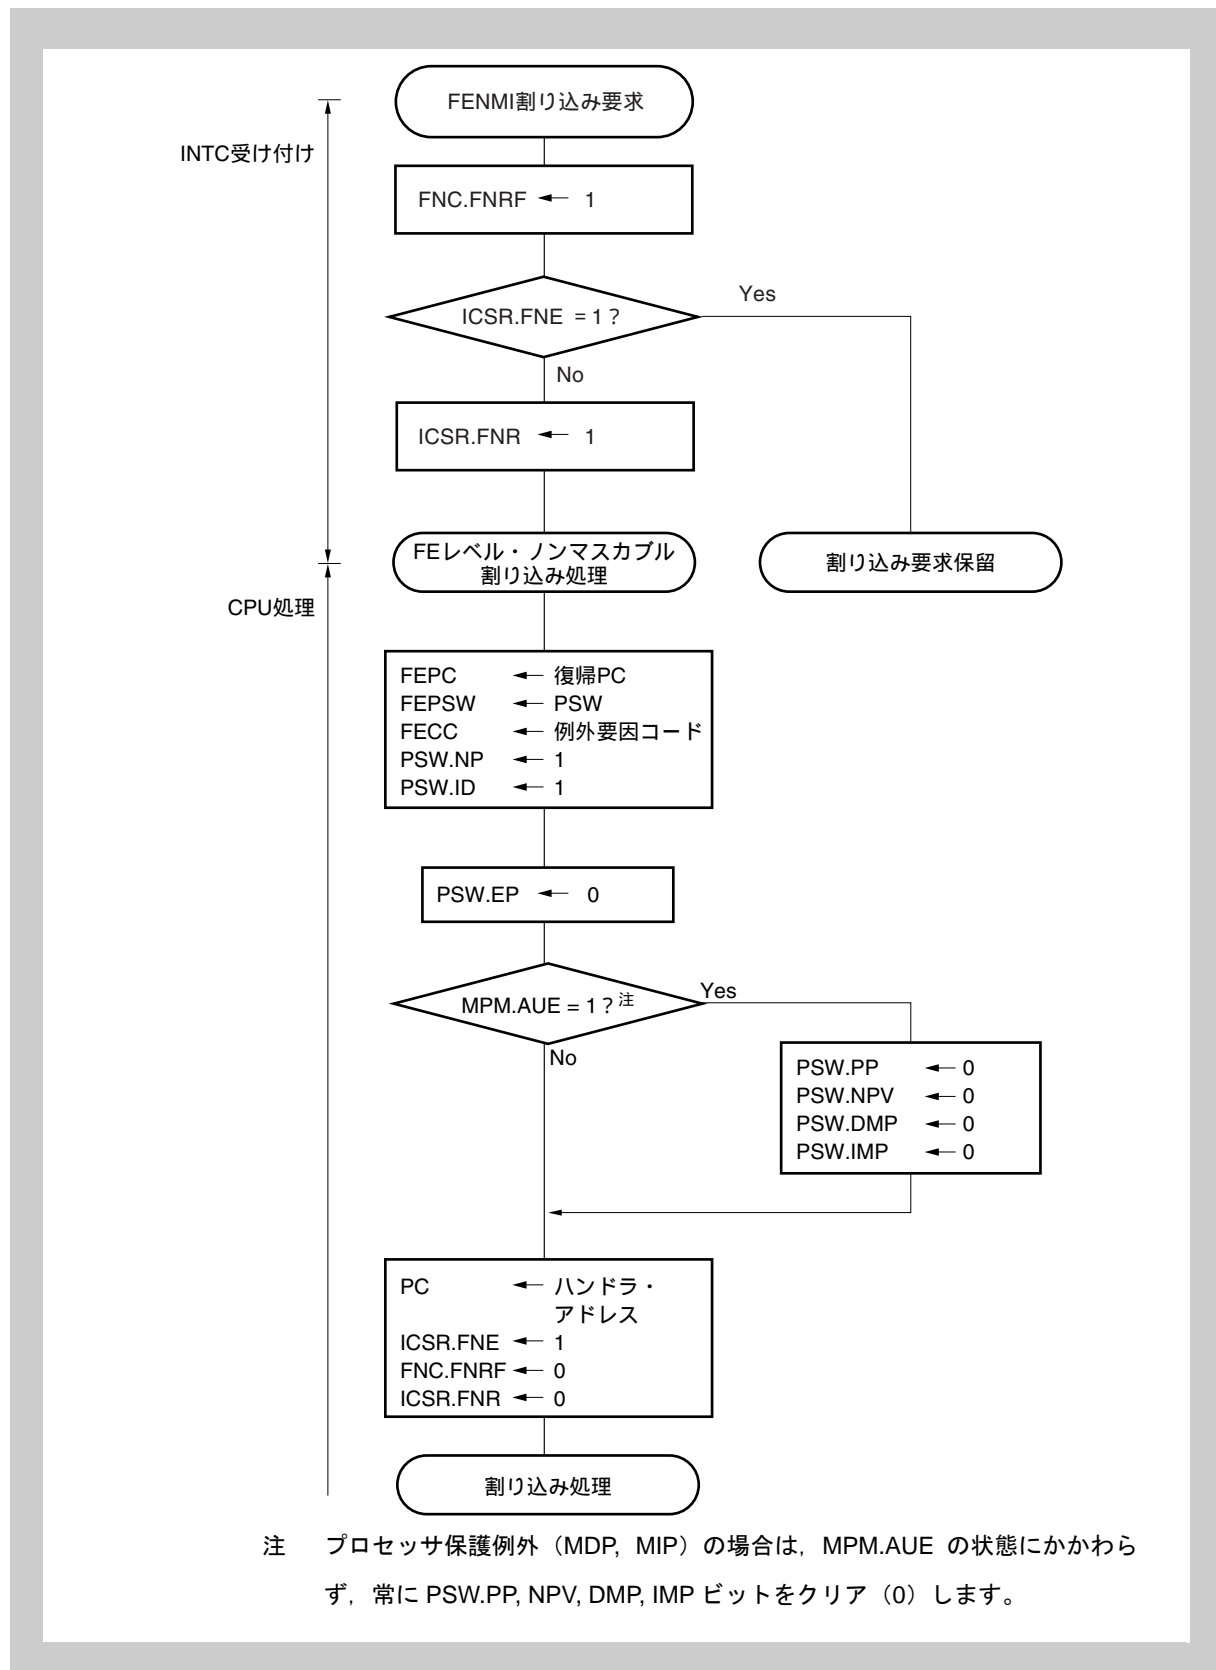 FENMI割り込み要求
INTC受け付け
FNC.FNRF ← 1
ICSR.FNE = 1？
Yes
No
ICSR.FNR ← 1
FEレベル・ノンマスカブル
割り込み処理
割り込み要求保留
CPU処理
FEPC ← 復帰PC
FEPSW ← PSW
FECC ← 例外要因コード
PSW.NP ← 1
PSW.ID ← 1
PSW.EP ← 0
MPM.AUE = 1？注
Yes
No
PSW.PP ← 0
PSW.NPV ← 0
PSW.DMP ← 0
PSW.IMP ← 0
PC ← ハンドラ・
アドレス
ICSR.FNE ← 1
FNC.FNRF ← 0
ICSR.FNR ← 0
割り込み処理
注 プロセッサ保護例外（MDP, MIP）の場合は，MPM.AUE の状態にかかわら
ず，常に PSW.PP, NPV, DMP, IMP ビットをクリア（0）します。